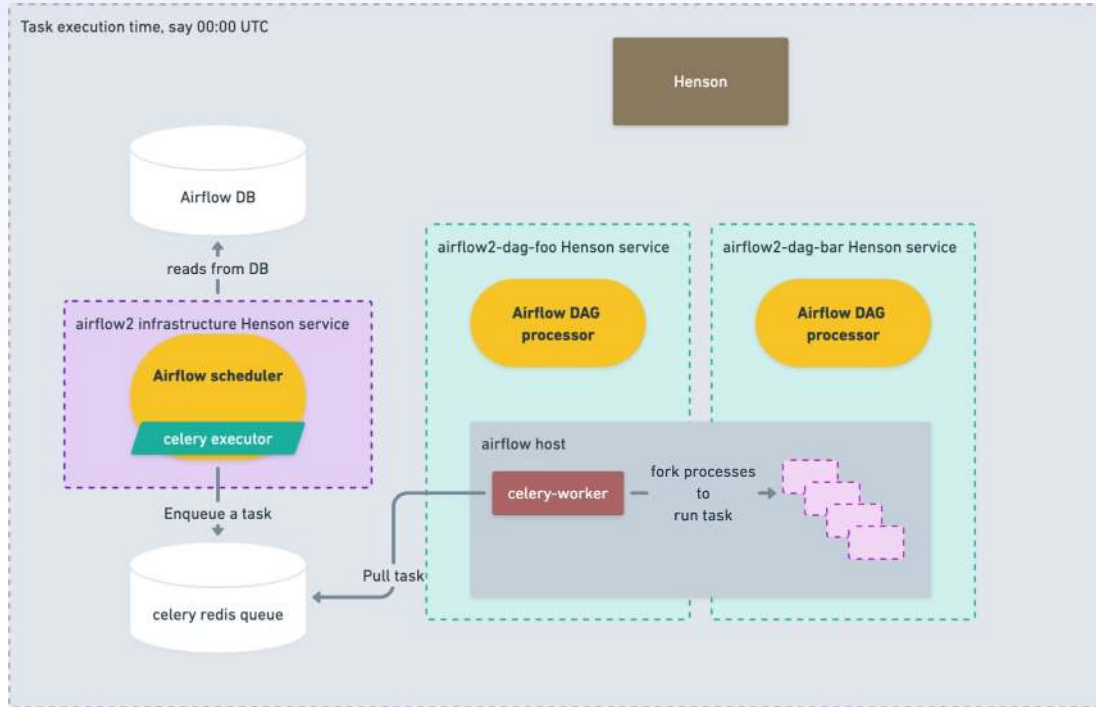 Task execution time, say 00:00 UTC
Henson
Airflow DB
reads from DB
airflow2 infrastructure Henson service
Airflow scheduler
celery executor
Enqueue a task
celery redis queue
Pull task
airflow2-dag-foo Henson service
Airflow DAG
processor
airflow2-dag-bar Henson service
Airflow DAG
processor
airflow host
celery-worker
fork processes
to
run task